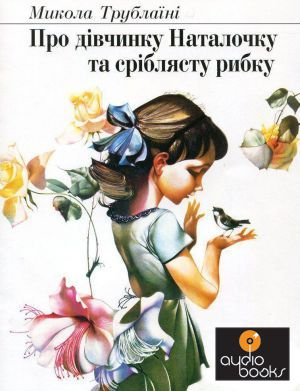 Микола Трублаїні
Про дівчинку Наталочку
та сріблясту рибку
audio
books